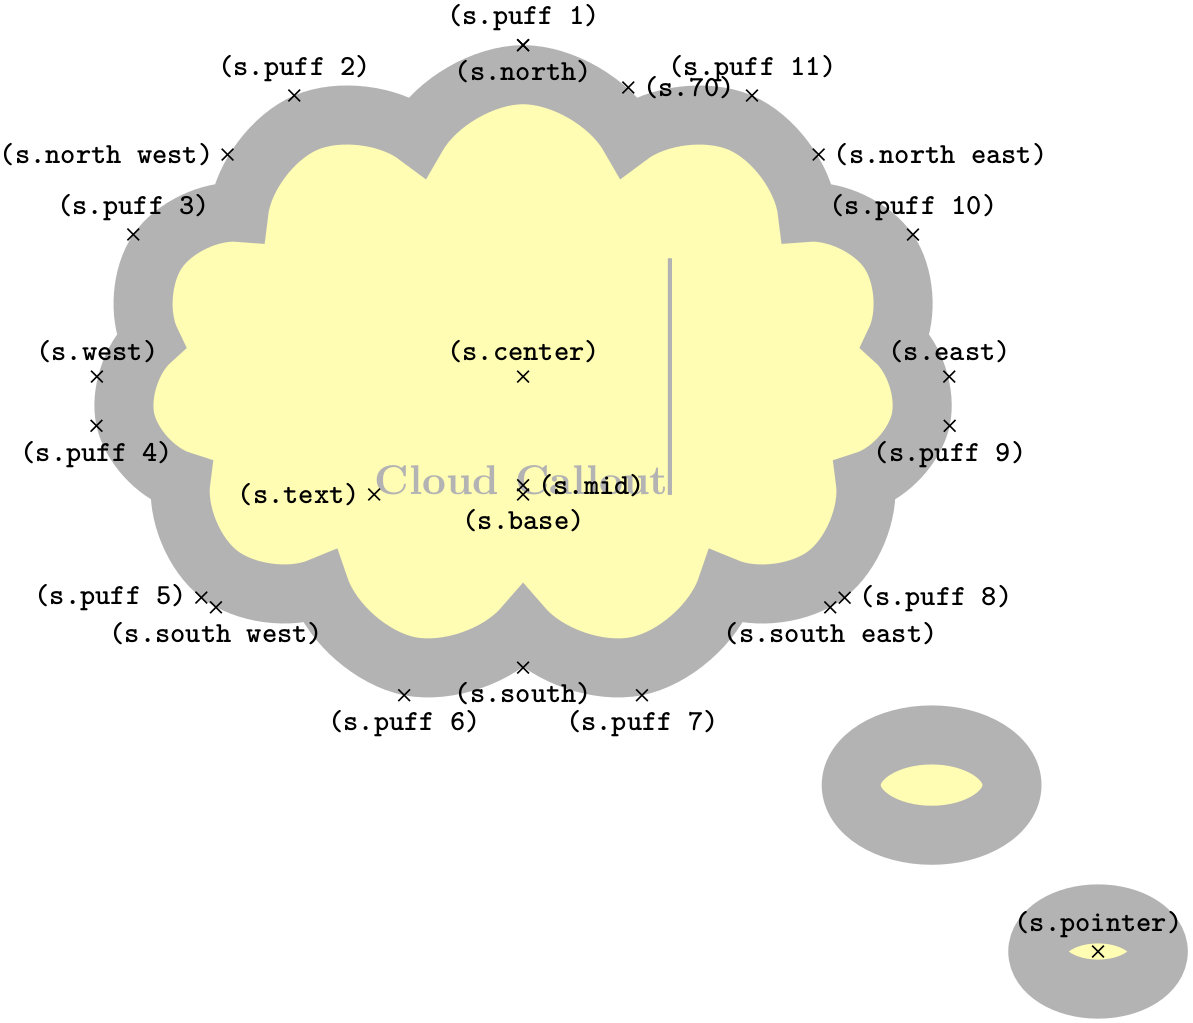 (s.puff 1)
(s.puff 2)
(s.puff 11)
(s.north)
(s.70)
(s.north west)
(s.north east)
(s.puff 3)
(s.puff 10)
(s.west)
(s.center)
(s.east)
(s.puff 4)
(s.puff 9)
Cloud Callout
(s.mid)
(s.text)
(s.base)
(s.puff 5)
(s.puff 8)
(s.south west)
(s.south east)
(s.south)
(s.puff 6)
(s.puff 7)
(s.pointer)